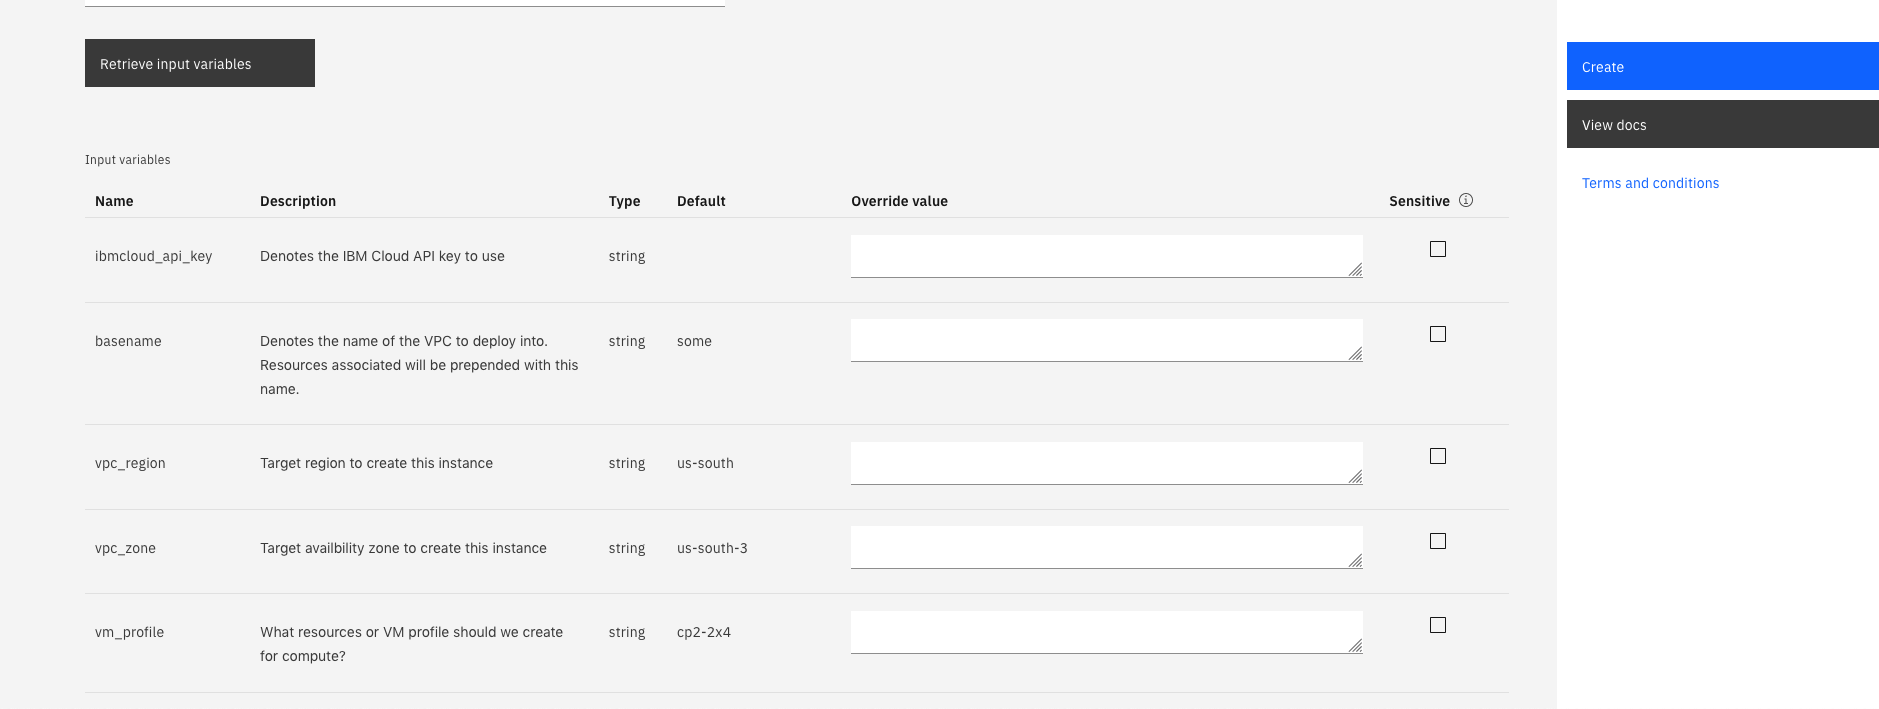 Retrieve input variables
Create
View docs
Terms and conditions
Input variables
Name Description Type Default Override value Sensitive
ibmcloud_api_key Denotes the IBM Cloud API key to use string
basename Denotes the name of the VPC to deploy into. string some
Resources associated will be prepended with this
name.
vpc_region Target region to create this instance string us-south
vpc_zone Target availbility zone to create this instance string us-south-3
vm_profile What resources or VM profile should we create string cp2-2x4
for compute?